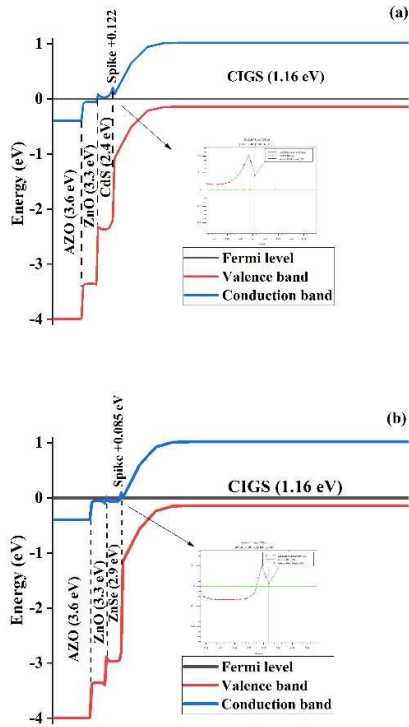 (a)
1
0
-1
-2
-3
-4
Energy (eV)
AZO (3.6 eV)
ZnO (3.3 eV)
CdS (2.4 eV)
Spike +0.122
CIGS (1.16 eV)
Fermi level
Valence band
Conduction band
(b)
1
0
-1
-2
-3
-4
Energy (eV)
AZO (3.6 eV)
ZnO (3.3 eV)
ZnSe (2.9 eV)
Spike +0.085 eV
CIGS (1.16 eV)
Fermi level
Valence band
Conduction band